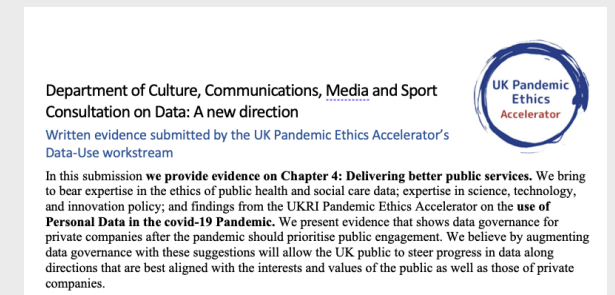 UK Pandemic
Ethics
Accelerator
Department of Culture, Communications, Media and Sport
Consultation on Data: A new direction
Written evidence submitted by the UK Pandemic Ethics Accelerator’s
Data-Use workstream
In this submission we provide evidence on Chapter 4: Delivering better public services. We bring
to bear expertise in the ethics of public health and social care data; expertise in science, technology,
and innovation policy; and findings from the UKRI Pandemic Ethics Accelerator on the use of
Personal Data in the covid-19 Pandemic. We present evidence that shows data governance for
private companies after the pandemic should prioritise public engagement. We believe by augmenting
data governance with these suggestions will allow the UK public to steer progress in data along
directions that are best aligned with the interests and values of the public as well as those of private
companies.